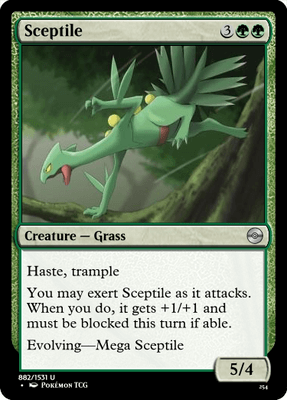 Sceptile 3
Creature — Grass
Haste, trample
You may exert Sceptile as it attacks.
When you do, it gets +1/+1 and
must be blocked this turn if able.
Evolving—Mega Sceptile
5/4
882/1531 U
• Pokémon TCG
254